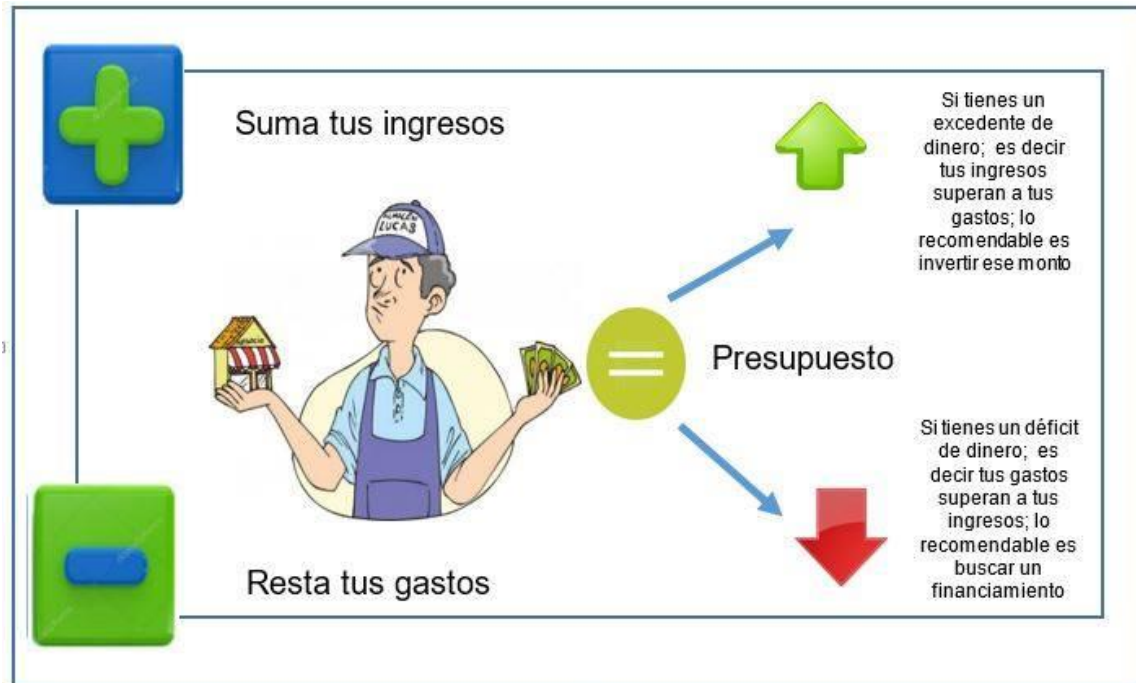 Suma tus ingresos
Si tienes un
excedente de
dinero; es decir
tus ingresos
superan a tus
gastos; lo
recomendable es
invertir ese monto
ALMACÉN
LUCAS
NEGOCIO
Presupuesto
Si tienes un déficit
de dinero; es
decir tus gastos
superan a tus
ingresos; lo
recomendable es
buscar un
financiamiento
Resta tus gastos